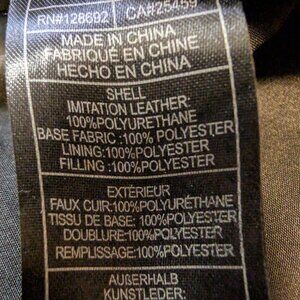 RN#128692 CA#25459
MADE IN CHINA
FABRIQUÉ EN CHINE
HECHO EN CHINA
SHELL
IMITATION LEATHER:
100%POLYURETHANE
BASE FABRIC :100% POLYESTER
LINING:100%POLYESTER
FILLING :100%POLYESTER
EXTÉRIEUR
FAUX CUIR:100%POLYURÉTHANE
TISSU DE BASE: 100%POLYESTER
DOUBLURE:100%POLYESTER
REMPLISSAGE:100%POLYESTER
AUßERHALB
KUNSTLEDER: